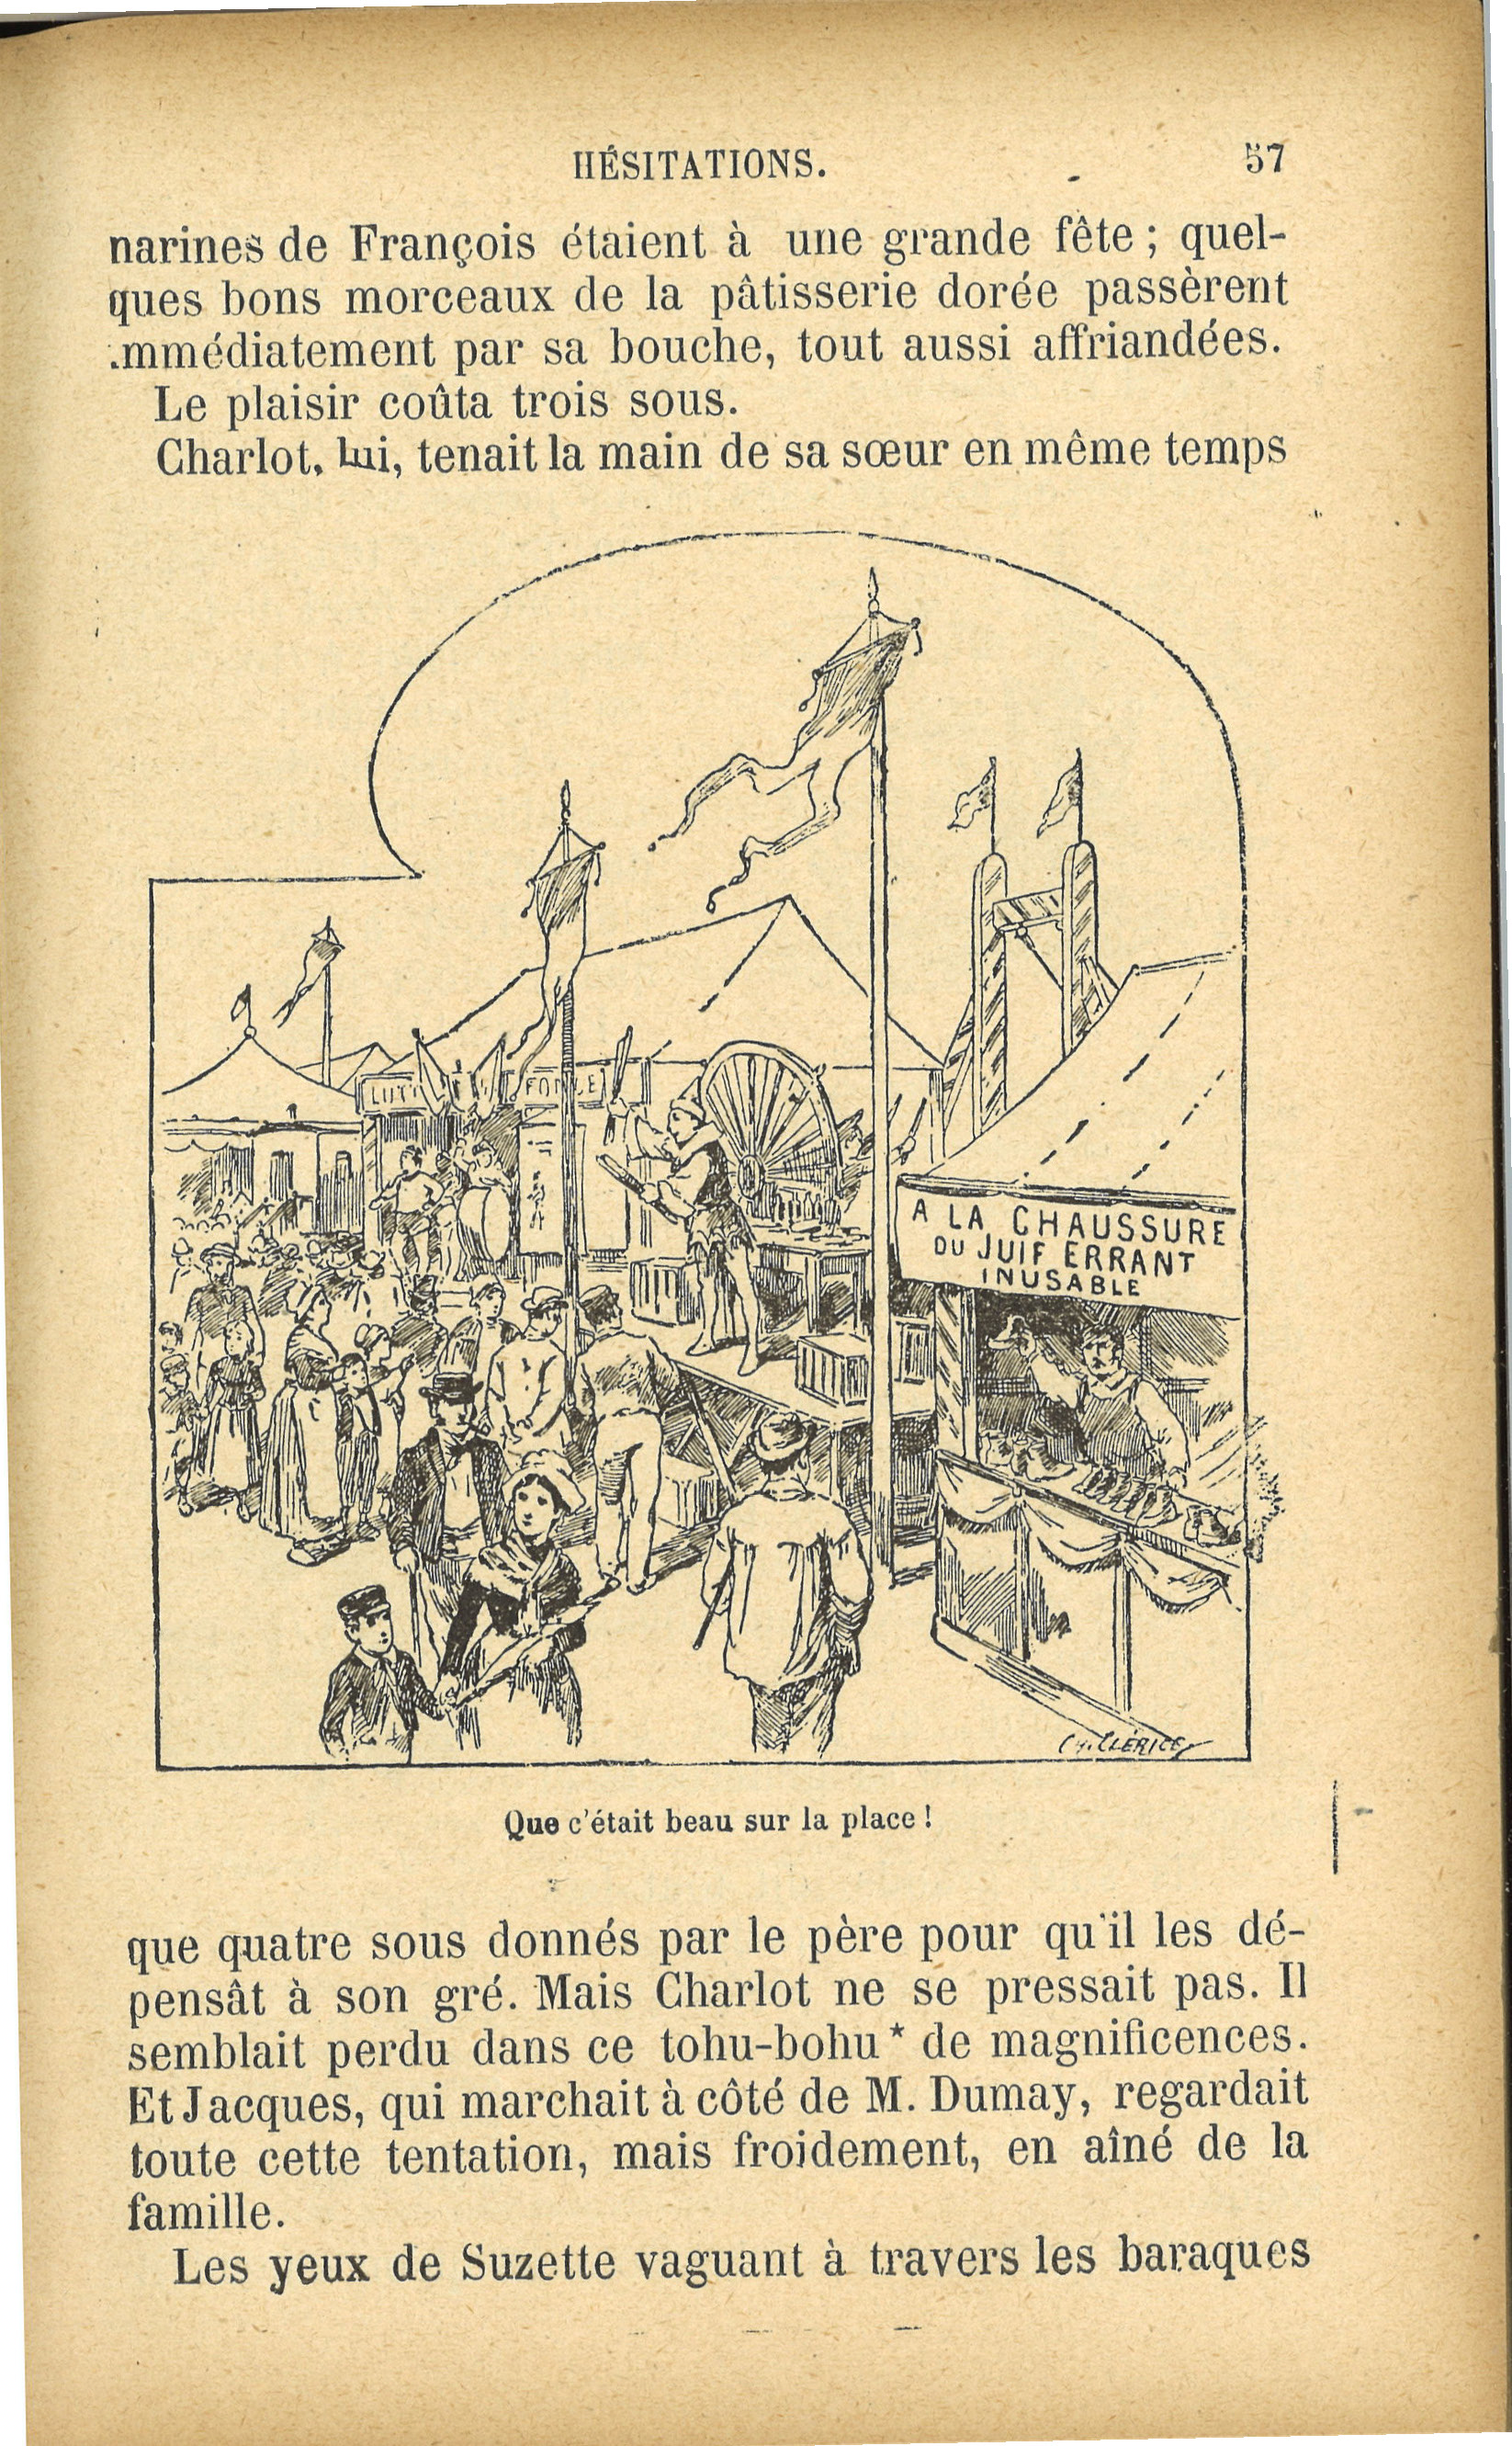 HÉSITATIONS. 57
narines de François étaient à une grande fête ; quel-
ques bons morceaux de la pâtisserie dorée passèrent
.mmédiatement par sa bouche, tout aussi affriandées.
Le plaisir coûta trois sous.
Charlot, lui, tenait la main de sa sœur en même temps
LUTT
FO
LE
A LA CHAUSSURE
DU JUIF ERRANT
INUSABLE
CH. CLÉRICE
Que c'était beau sur la place !
que quatre sous donnés par le père pour qu'il les dé-
pensât à son gré. Mais Charlot ne se pressait pas. Il
semblait perdu dans ce tohu-bohu* de magnificences.
Et Jacques, qui marchait à côté de M. Dumay, regardait
toute cette tentation, mais froidement, en aîné de la
famille.
Les yeux de Suzette vaguant à travers les baraques